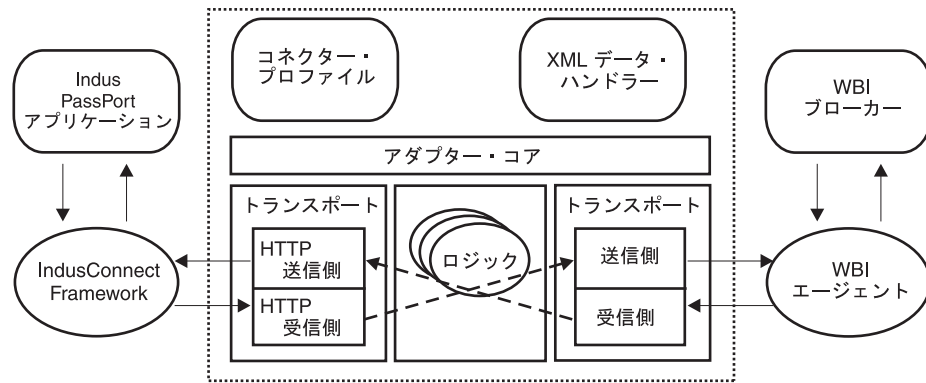 コネクター・
プロファイル
XML データ・
ハンドラー
Indus
PassPort
アプリケーション
WBI
ブローカー
アダプター・コア
トランスポート
トランスポート
HTTP
送信側
ロジック
送信側
IndusConnect
Framework
WBI
エージェント
HTTP
受信側
受信側